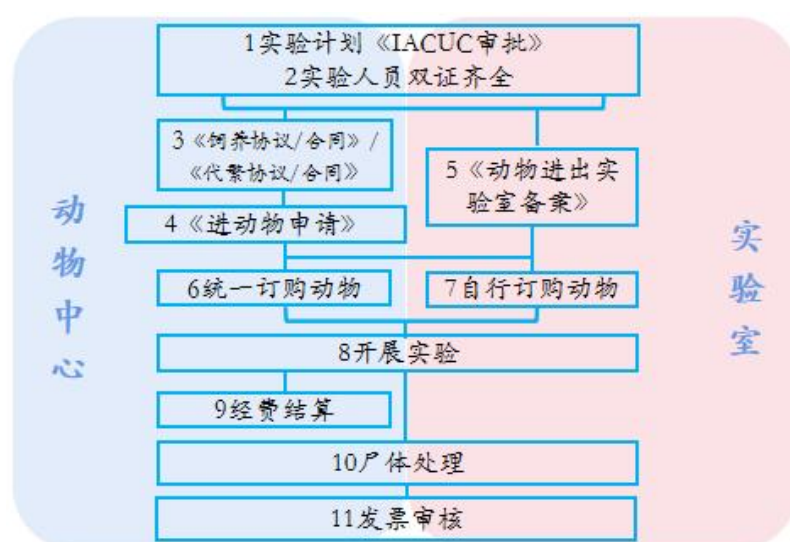 1实验计划《IACUC审批》
2实验人员双证齐全
3《饲养协议/合同》/
《代繁协议/合同》
5《动物进出实
验室备案》
4《进动物申请》
动物中心
实验室
6统一订购动物
7自行订购动物
8开展实验
9经费结算
10尸体处理
11发票审核